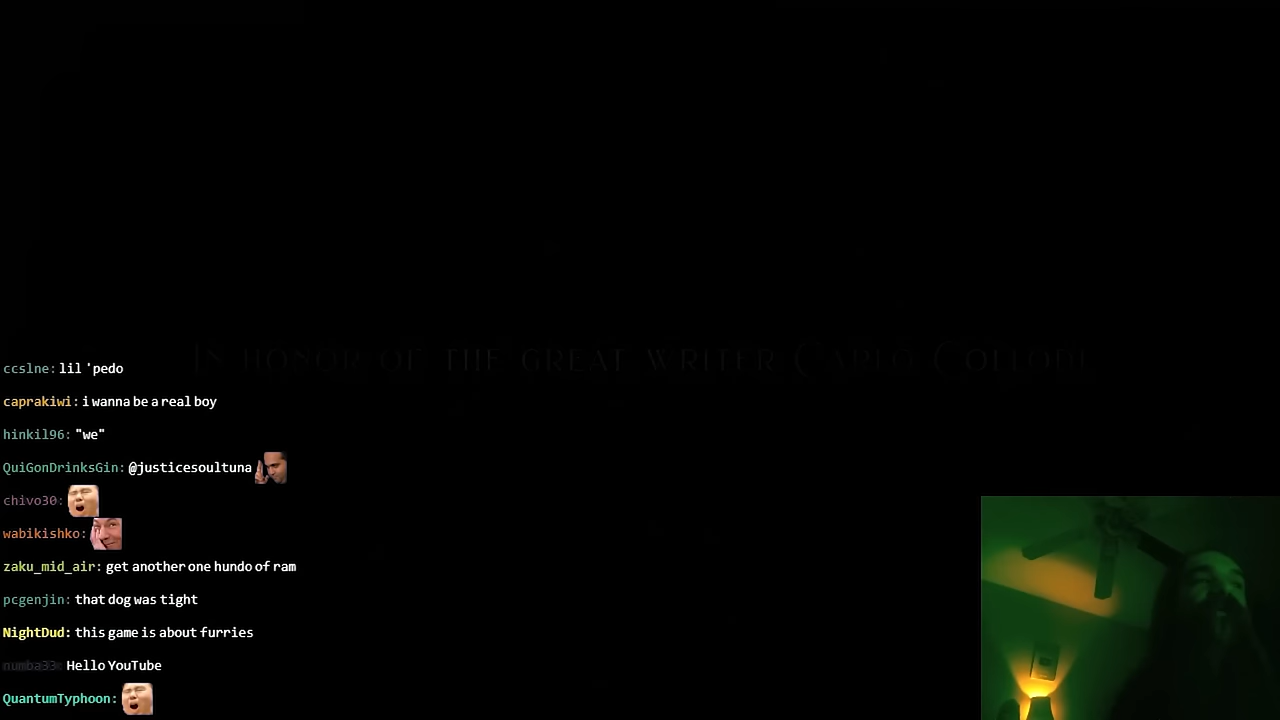 In honor of the great writer Carlo Collodi
ccslne: lil 'pedo
caprakiwi: i wanna be a real boy
hinkil96: "we"
QuiGonDrinksGin: @justicesoultuna
chivo30:
wabikishko:
zaku_mid_air: get another one hundo of ram
pcgenjin: that dog was tight
NightDud: this game is about furries
numba33: Hello YouTube
QuantumTyphoon: